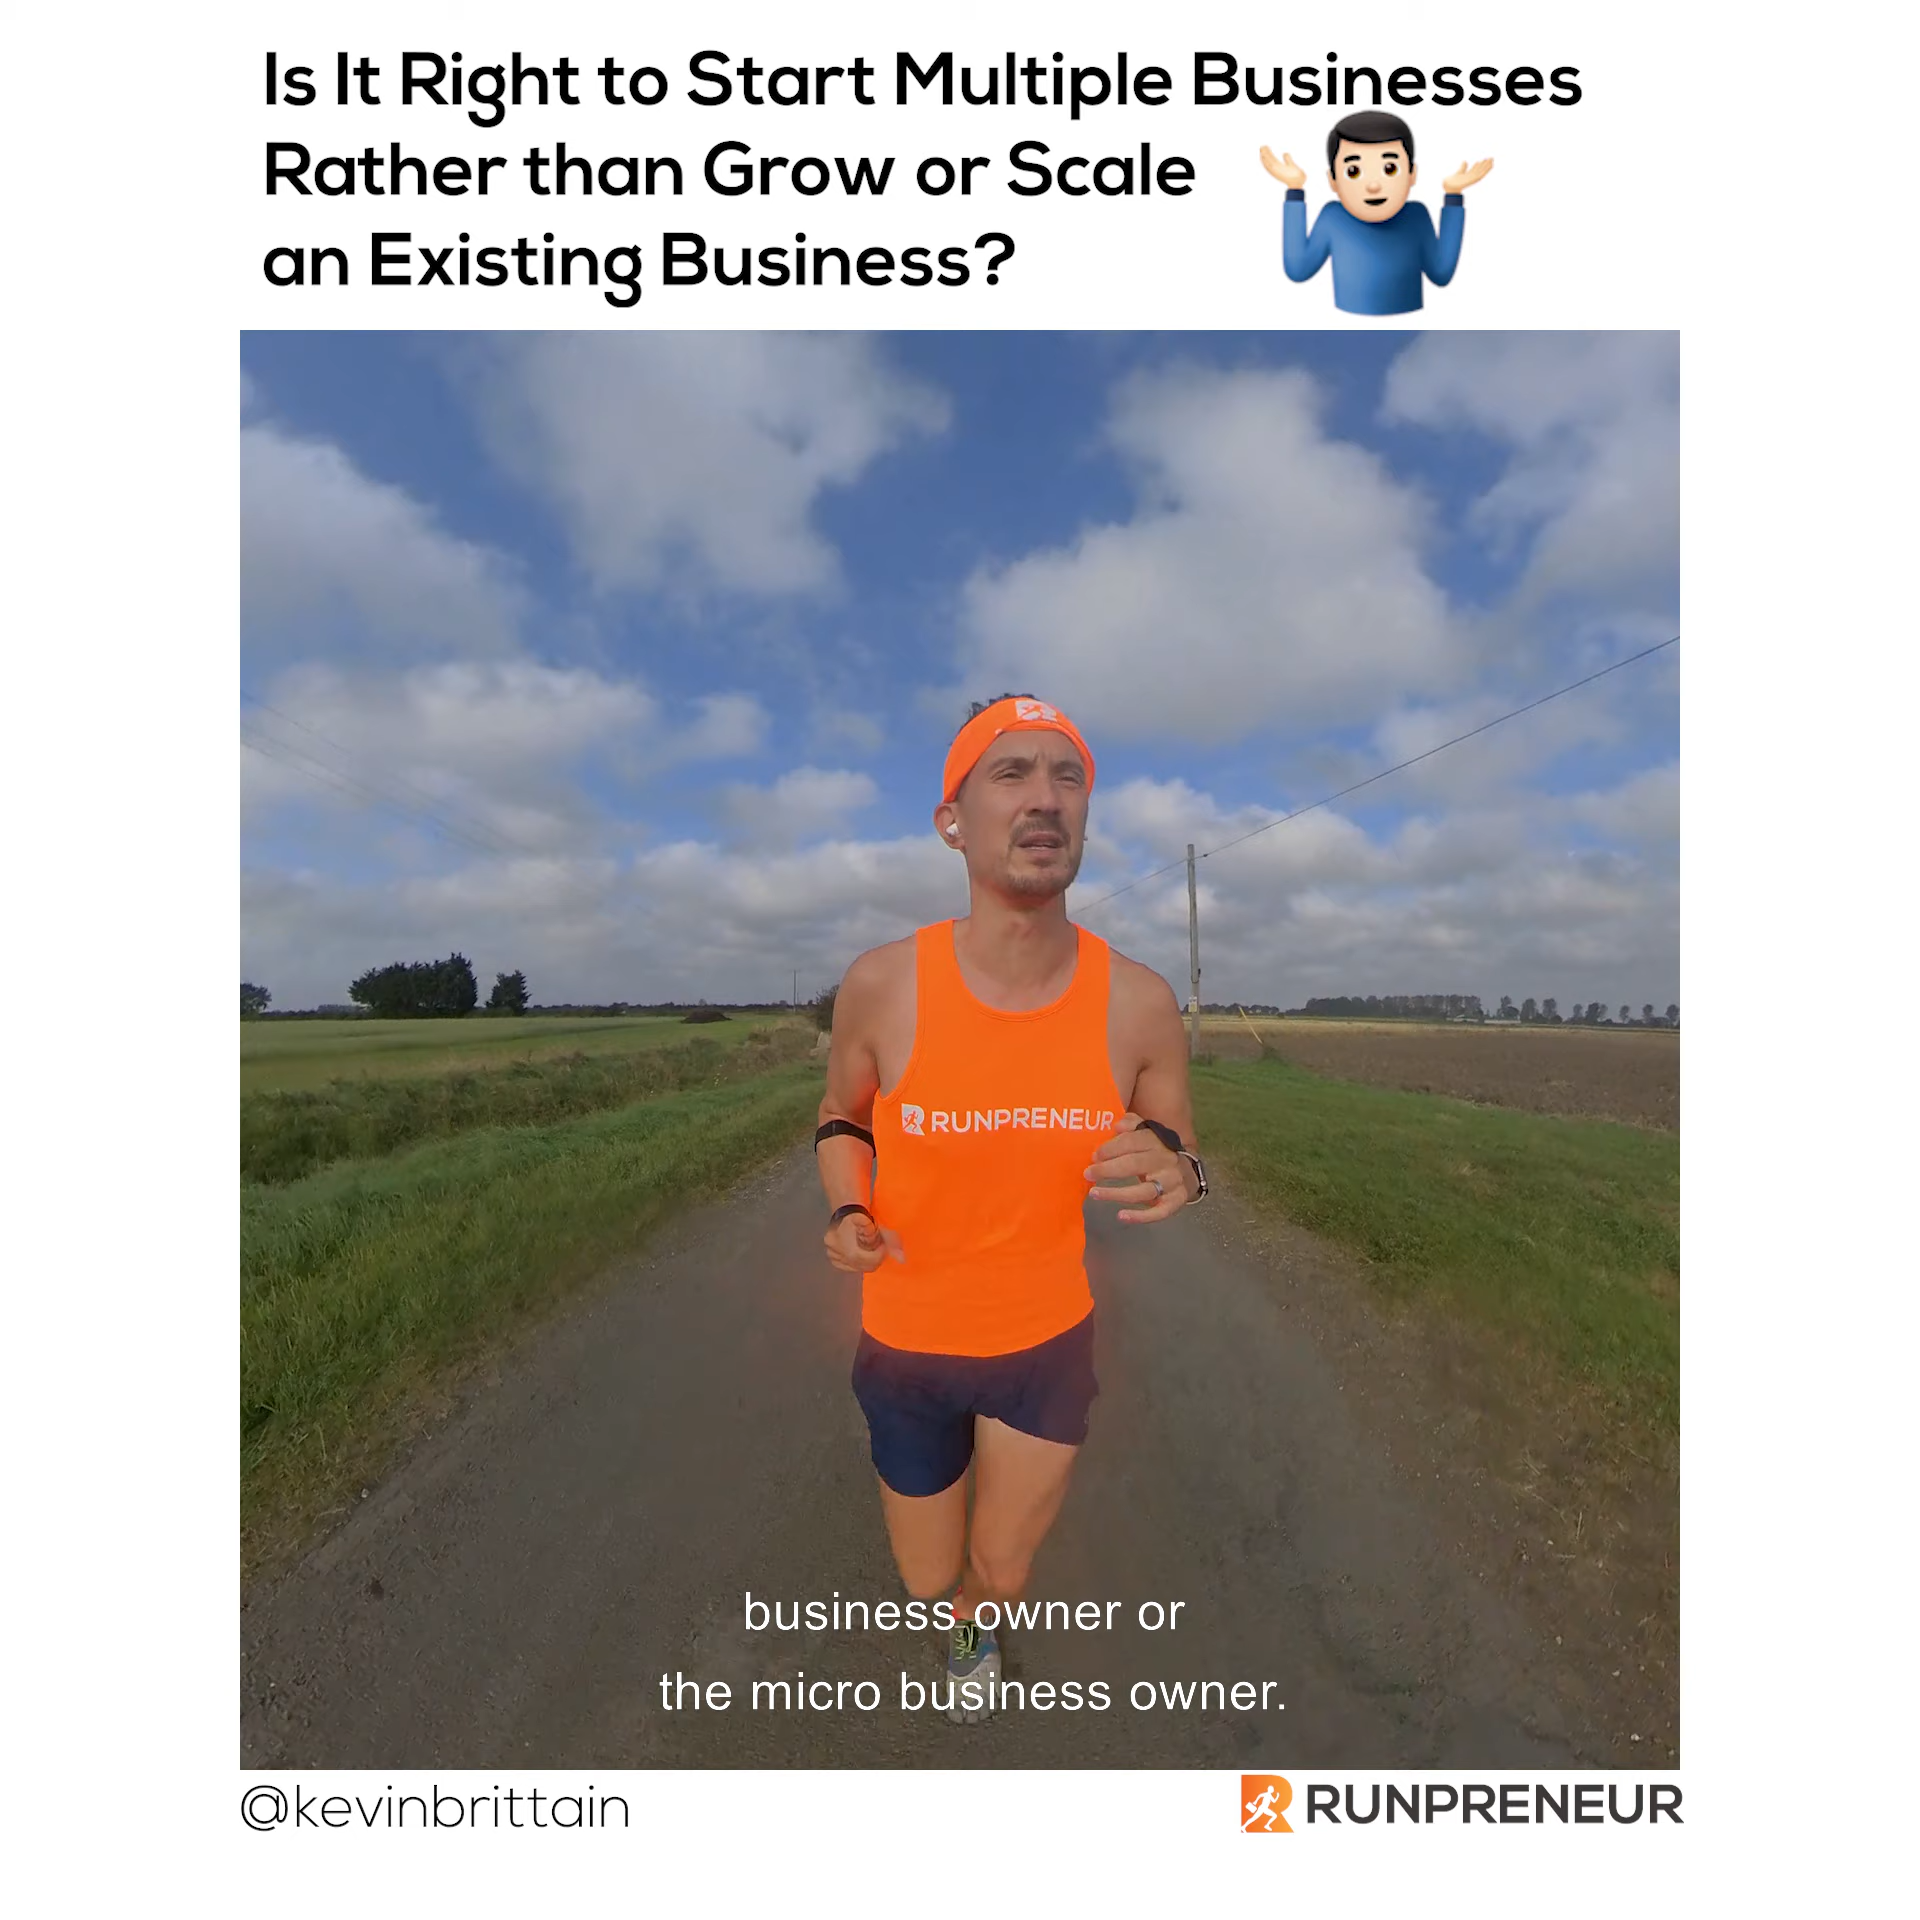 Is It Right to Start Multiple Businesses
Rather than Grow or Scale
an Existing Business?
RUNPRENEUR
business owner or
the micro business owner.
@kevinbrittain
RUNPRENEUR